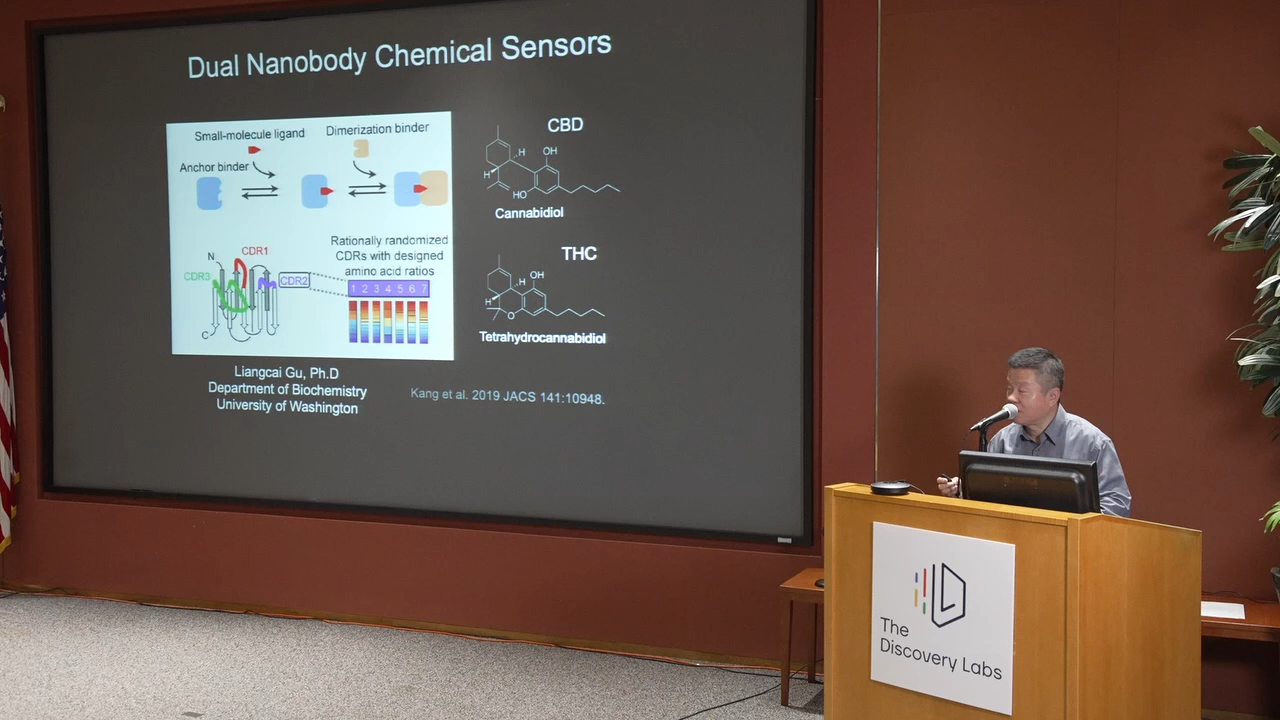 Dual Nanobody Chemical Sensors
Small-molecule ligand
Dimerization binder
Anchor binder
CDR1
N
CDR3
CDR2
C
Rationally randomized
CDRs with designed
amino acid ratios
1 2 3 4 5 6 7
CBD
H
OH
H
HO
Cannabidiol
THC
OH
H
H
O
Tetrahydrocannabidiol
Liangcai Gu, Ph.D
Department of Biochemistry
University of Washington
Kang et al. 2019 JACS 141:10948.
The
Discovery Labs